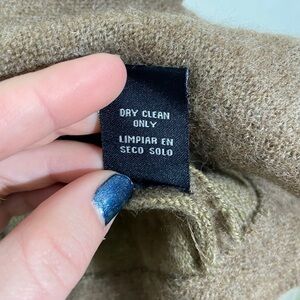 DRY CLEAN
ONLY
LIMPIAR EN
SECO SOLO